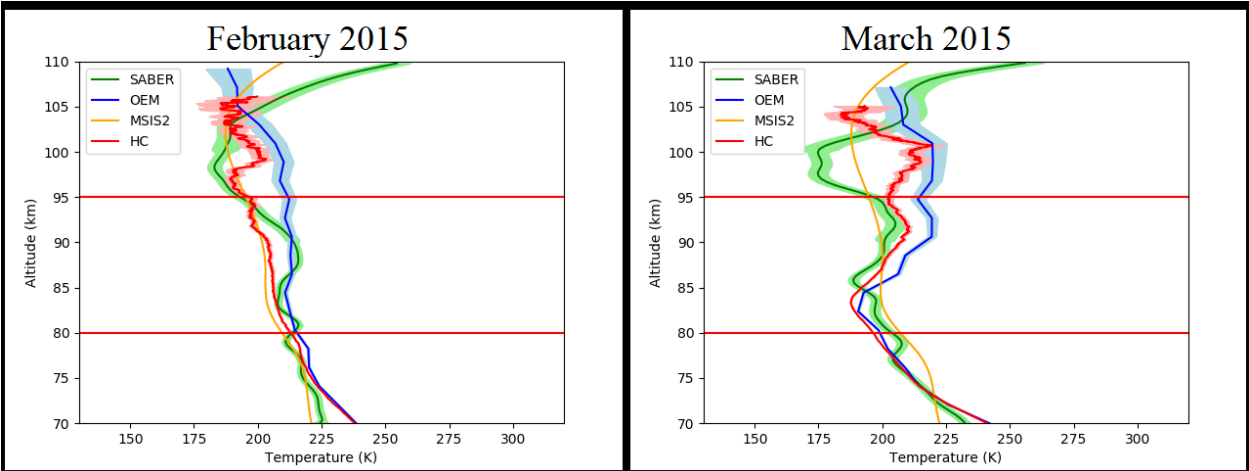 February 2015
110
105
100
95
90
85
80
75
70
Altitude (km)
SABER
OEM
MSIS2
HC
150 175 200 225 250 275 300
Temperature (K)
March 2015
110
105
100
95
90
85
80
75
70
Altitude (km)
SABER
OEM
MSIS2
HC
150 175 200 225 250 275 300
Temperature (K)